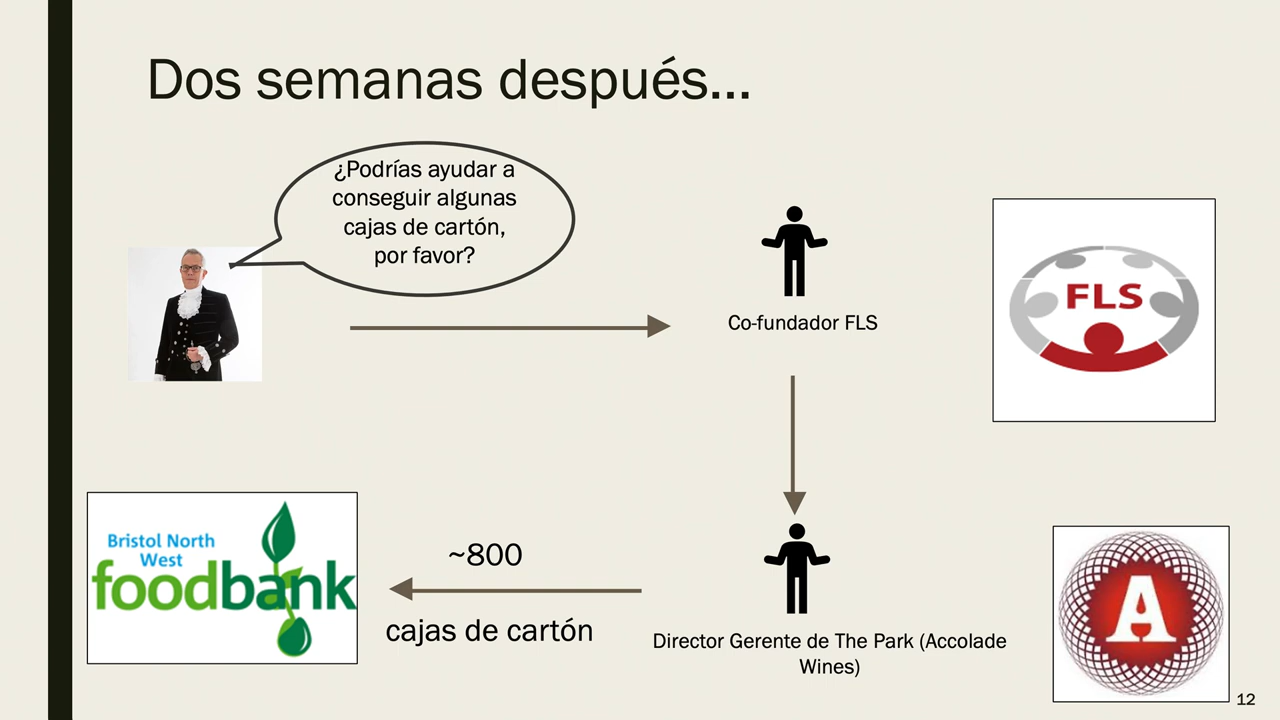 Dos semanas después...
¿Podrías ayudar a
conseguir algunas
cajas de cartón,
por favor?
Co-fundador FLS
FLS
Bristol North
West
foodbank
~800
cajas de cartón
Director Gerente de The Park (Accolade
Wines)
A
12